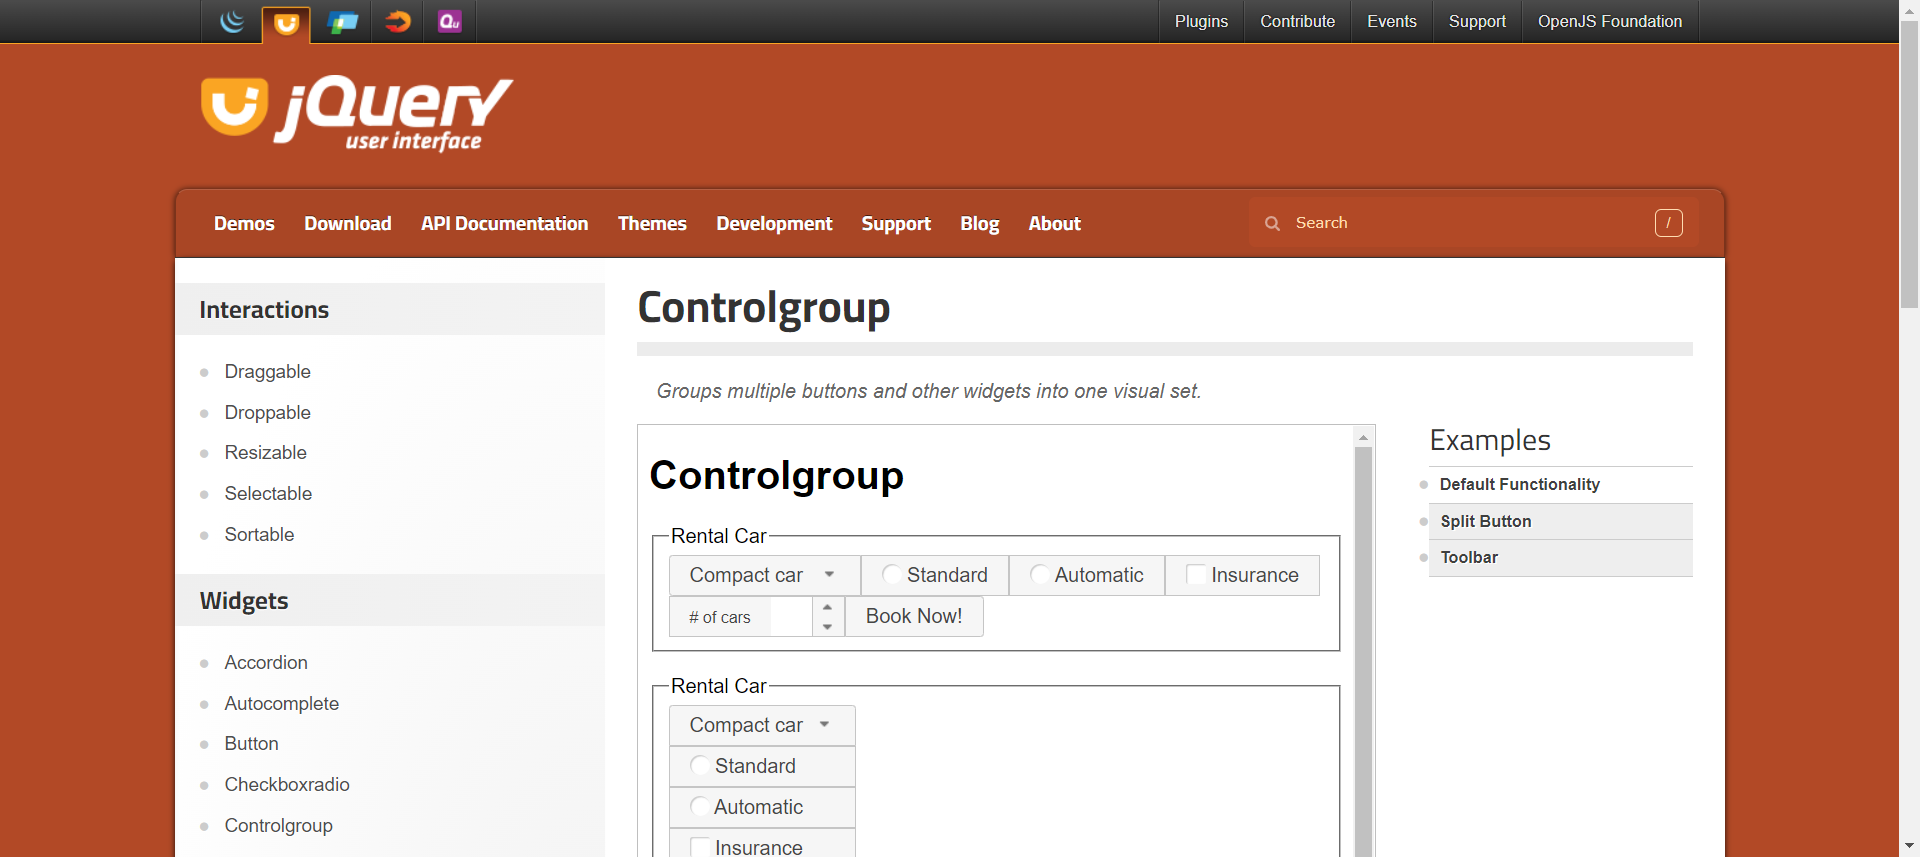 Qu
Plugins Contribute Events Support OpenJS Foundation
jQuery
user interface
Demos Download API Documentation Themes Development Support Blog About Search /
Interactions
Draggable
Droppable
Resizable
Selectable
Sortable
Widgets
Accordion
Autocomplete
Button
Checkboxradio
Controlgroup
Controlgroup
Groups multiple buttons and other widgets into one visual set.
Controlgroup
Rental Car
Compact car Standard Automatic Insurance
# of cars Book Now!
Rental Car
Compact car
Standard
Automatic
Insurance
Examples
Default Functionality
Split Button
Toolbar